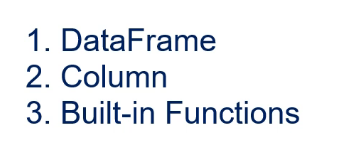 1. DataFrame
2. Column
3. Built-in Functions